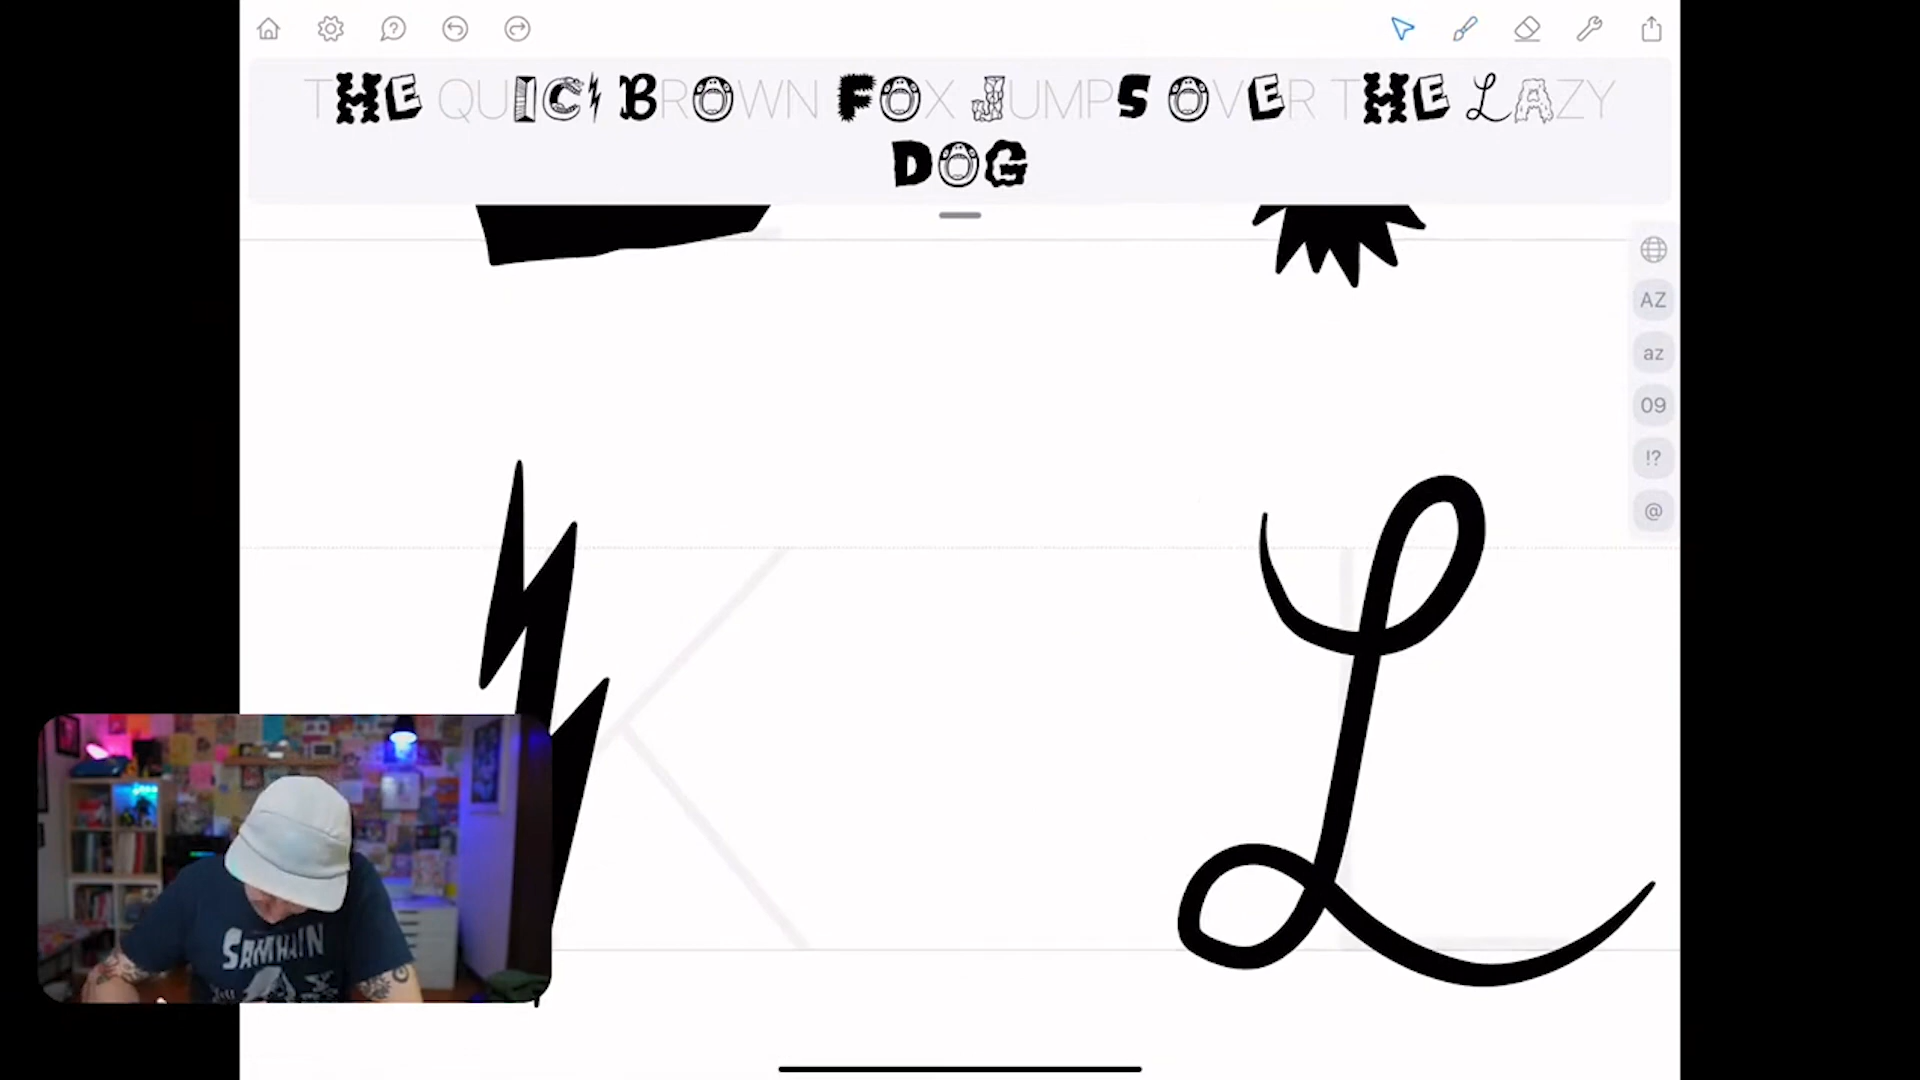 THE QUICK BROWN FOX JUMPS OVER THE LAZY
DOG
AZ
az
09
!?
@
K L
SAMHAIN